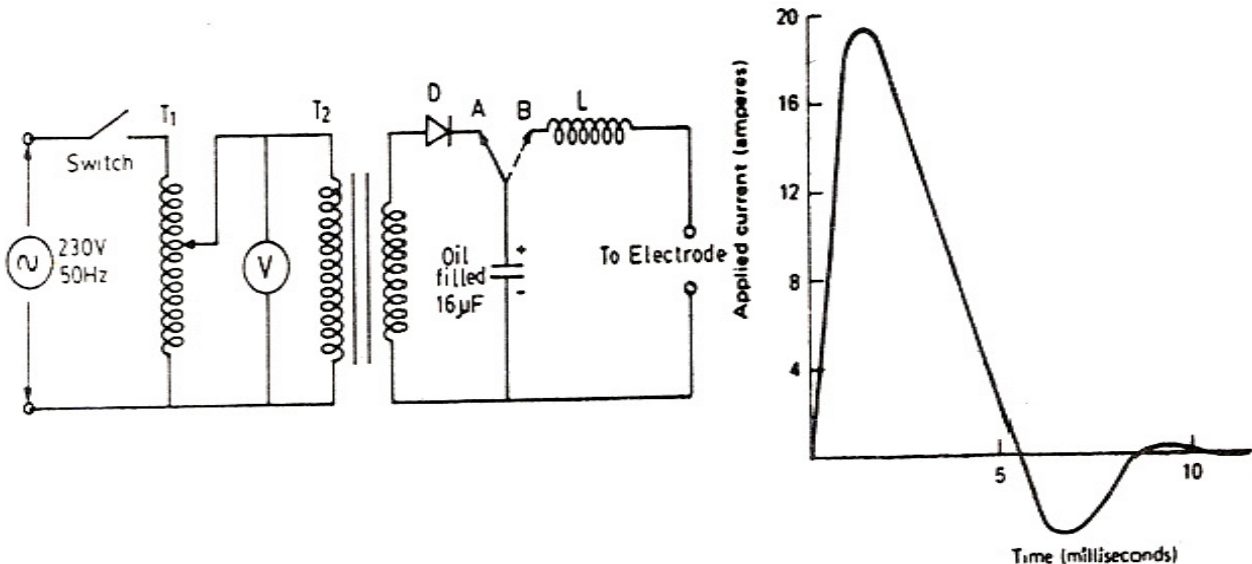 T1
T2
D
A
B
L
Switch
230V
50Hz
V
Oil
filled
16µF
+
-
To Electrode
Applied current (amperes)
20
16
12
8
4
5
10
Time (milliseconds)